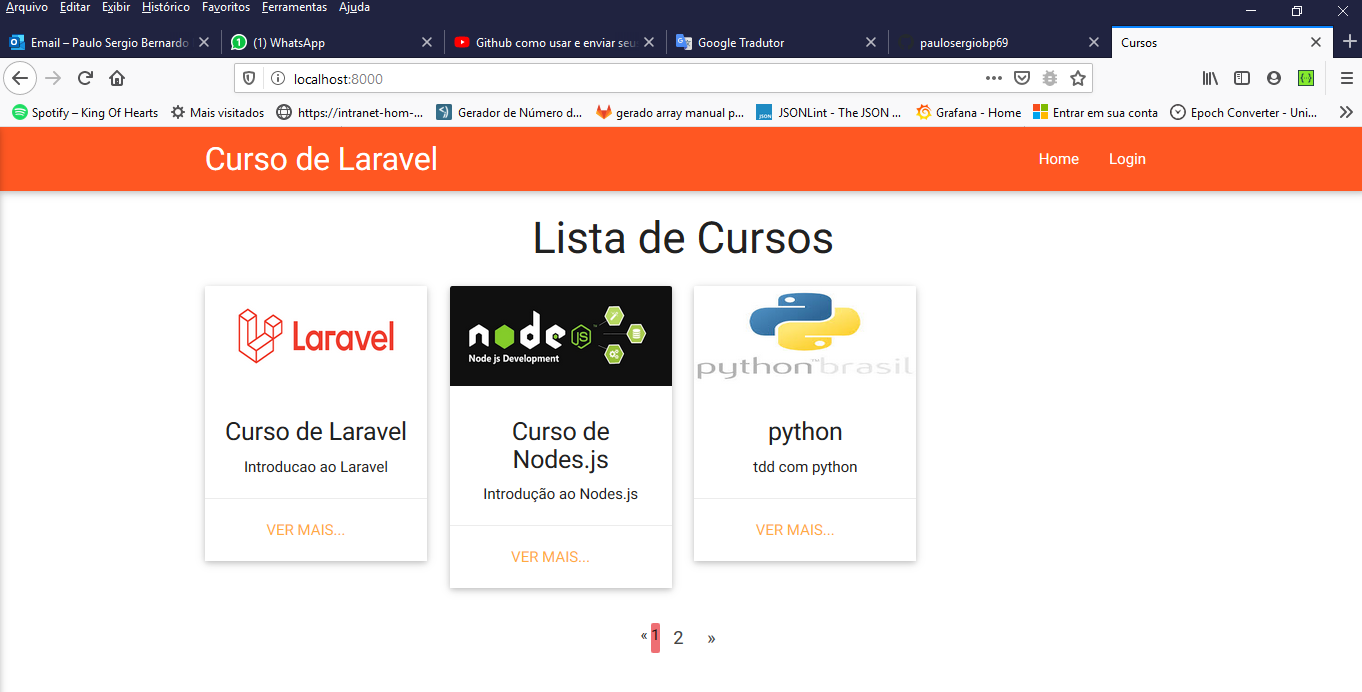 Arquivo Editar Exibir Histórico Favoritos Ferramentas Ajuda
Email – Paulo Sergio Bernardo
(1) WhatsApp
Github como usar e enviar seu
Google Tradutor
paulosergiobp69
Cursos
localhost:8000
Spotify – King Of Hearts
Mais visitados
https://intranet-hom-...
Gerador de Número d...
gerado array manual p...
JSON
JSONLint - The JSON ...
Grafana - Home
Entrar em sua conta
Epoch Converter - Uni...
Curso de Laravel
Home
Login
Lista de Cursos
Laravel
Curso de Laravel
Introducao ao Laravel
VER MAIS...
node
JS
Node js Development
Curso de
Nodes.js
Introdução ao Nodes.js
VER MAIS...
python™brasil
python
tdd com python
VER MAIS...
« 1 2 »